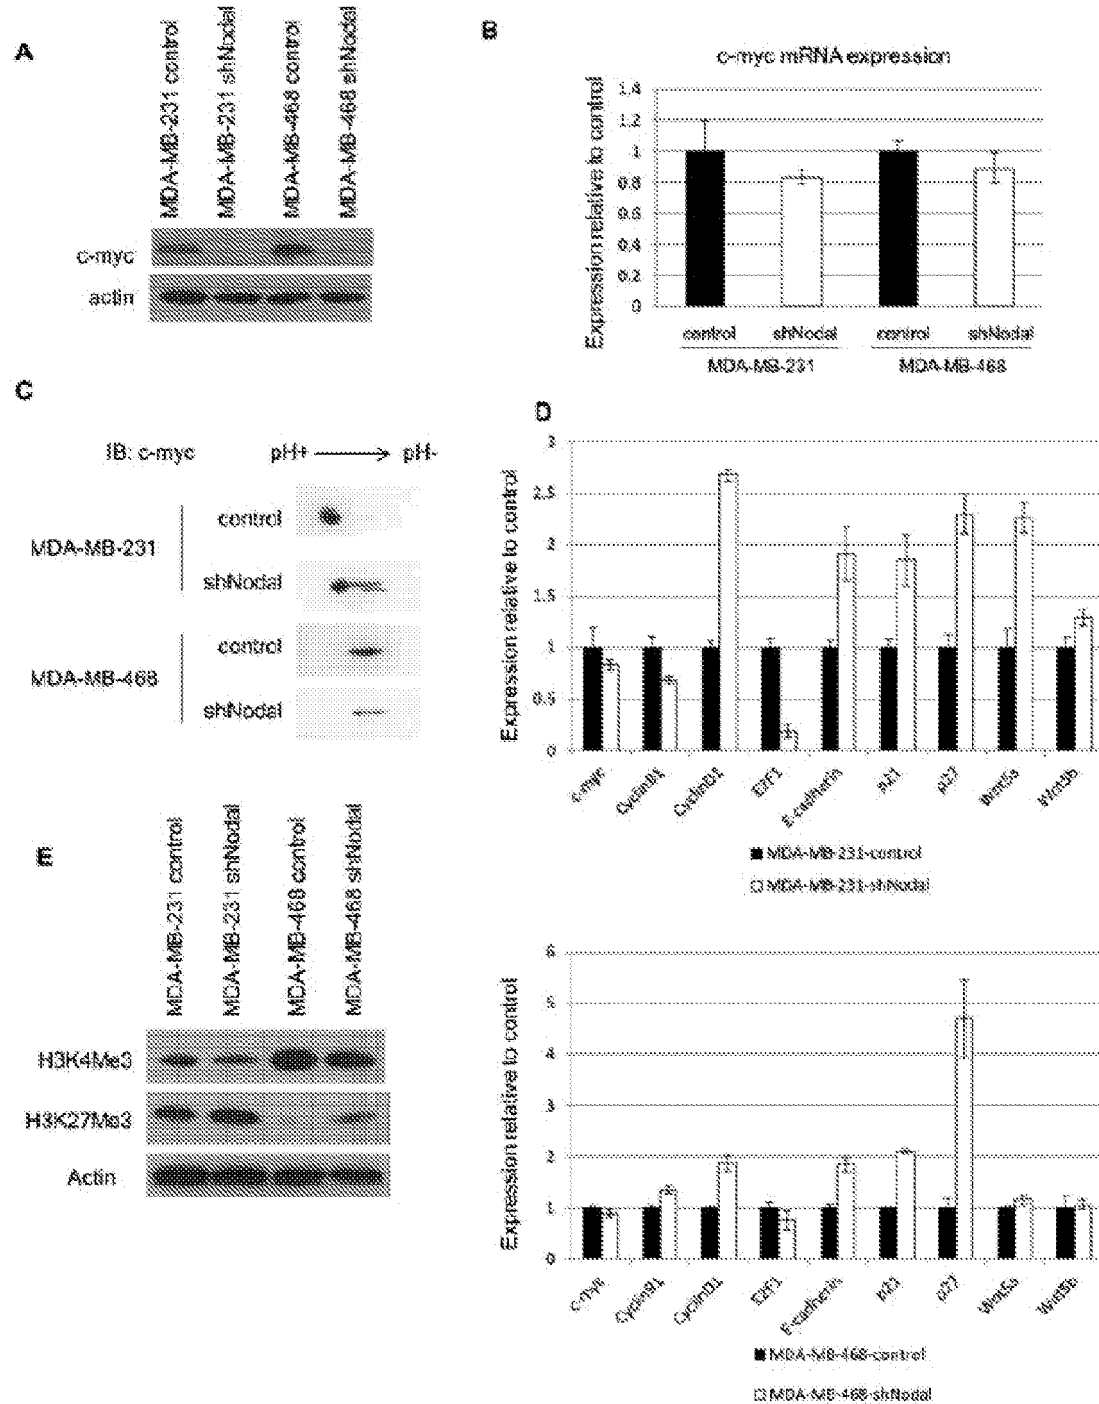 A
MDA-MB-231 control
MDA-MB-231 shNodal
MDA-MB-468 control
MDA-MB-468 shNodal
c-myc
actin
B
c-myc mRNA expression
Expression relative to control
1.4
1.2
1
0.8
0.6
0.4
0.2
0
control
shNodal
control
shNodal
MDA-MB-231
MDA-MB-468
C
IB: c-myc
pH+
pH-
MDA-MB-231
control
shNodal
MDA-MB-468
control
shNodal
D
Expression relative to control
3
2.5
2
1.5
1
0.5
0
c-myc
CyclinB1
CyclinD1
E2F1
E-cadherin
p21
p27
Wnt5a
Wnt5b
MDA-MB-231-control
MDA-MB-231-shNodal
E
MDA-MB-231 control
MDA-MB-231 shNodal
MDA-MB-468 control
MDA-MB-468 shNodal
H3K4Me3
H3K27Me3
Actin
Expression relative to control
6
5
4
3
2
1
0
c-myc
CyclinB1
CyclinD1
E2F1
E-cadherin
p21
p27
Wnt5a
Wnt5b
MDA-MB-468-control
MDA-MB-468-shNodal